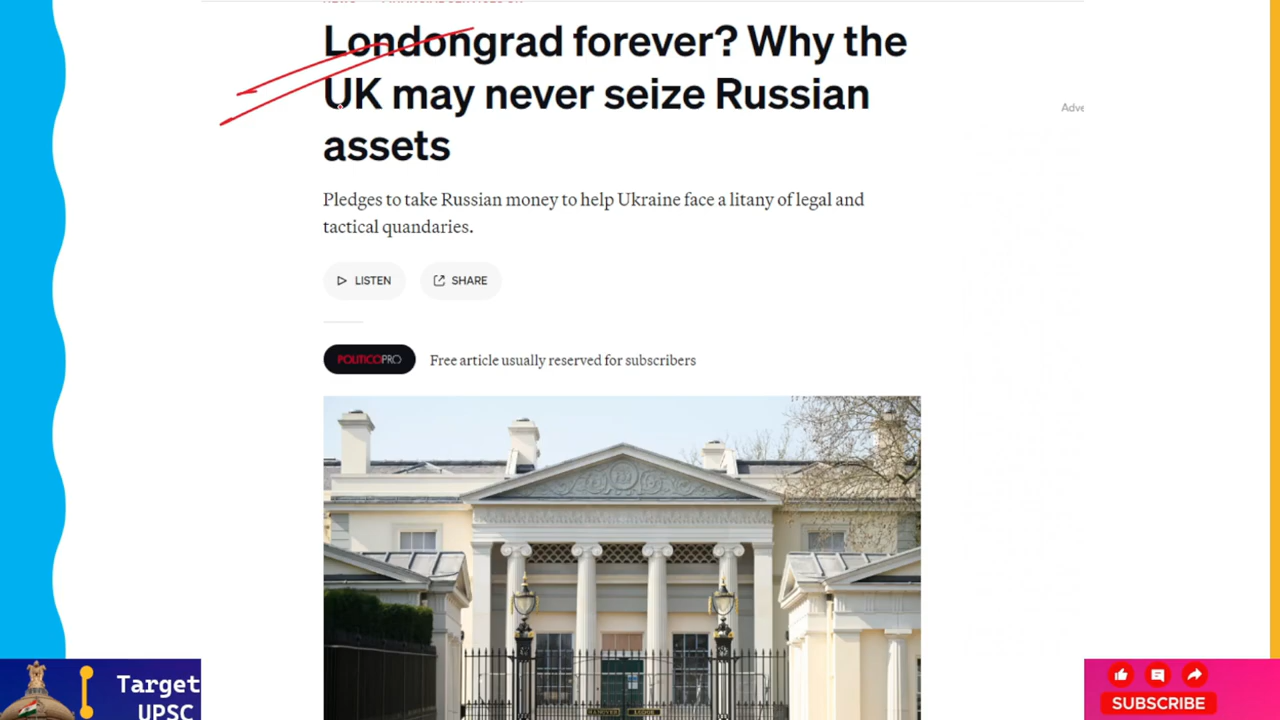 Londongrad forever? Why the
UK may never seize Russian
assets
Adve
Pledges to take Russian money to help Ukraine face a litany of legal and
tactical quandaries.
LISTEN
SHARE
POLITICOPRO
Free article usually reserved for subscribers
HANOVER LODGE
Target
UPSC
SUBSCRIBE